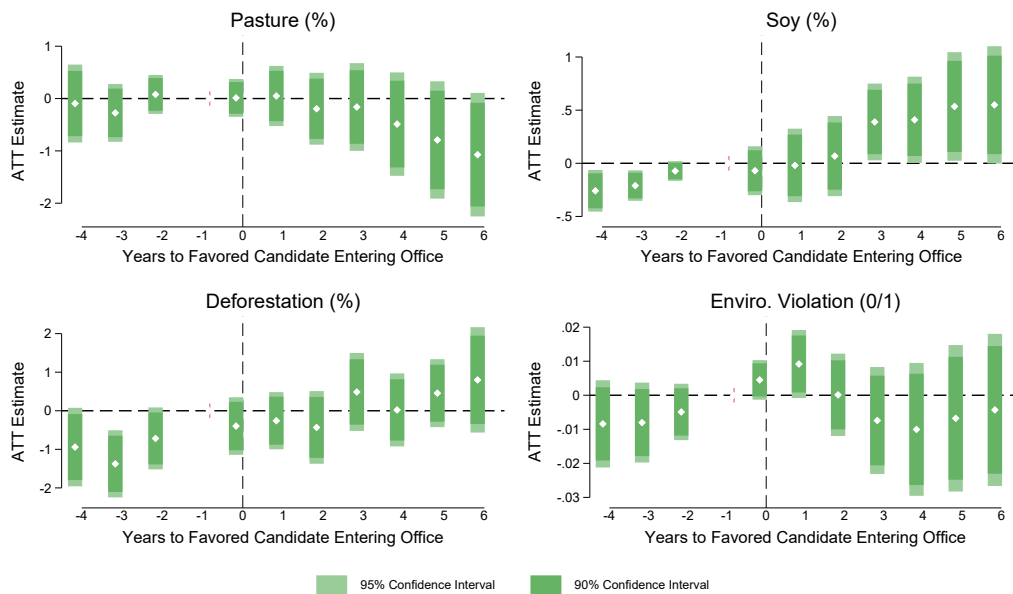 Pasture (%)
1
0
-1
-2
ATT Estimate
-4 -3 -2 -1 0 1 2 3 4 5 6
Years to Favored Candidate Entering Office
Soy (%)
1
.5
0
-.5
ATT Estimate
-4 -3 -2 -1 0 1 2 3 4 5 6
Years to Favored Candidate Entering Office
Deforestation (%)
2
1
0
-1
-2
ATT Estimate
-4 -3 -2 -1 0 1 2 3 4 5 6
Years to Favored Candidate Entering Office
Enviro. Violation (0/1)
.02
.01
0
-.01
-.02
-.03
ATT Estimate
-4 -3 -2 -1 0 1 2 3 4 5 6
Years to Favored Candidate Entering Office
95% Confidence Interval
90% Confidence Interval